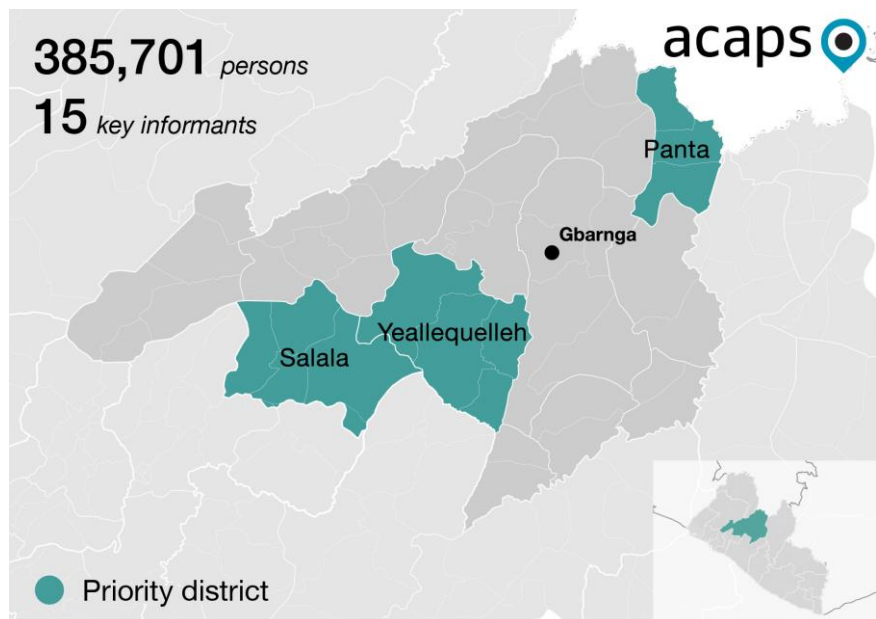 385,701 persons
15 key informants
acaps
Panta
Gbarnga
Yeallequelleh
Salala
Priority district